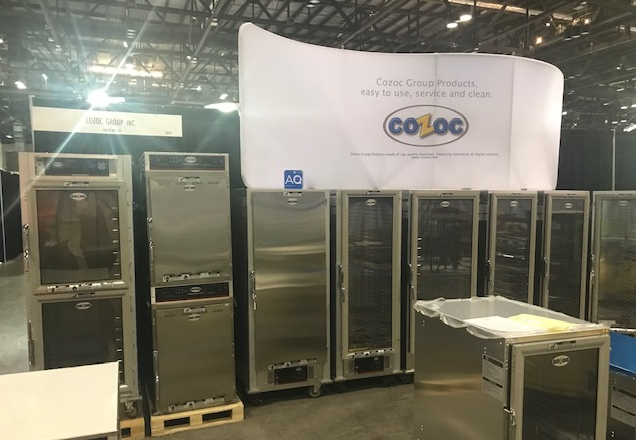 Cozoc Group Products,
easy to use, service and clean.
COZOC
COZOC GROUP INC
AQ